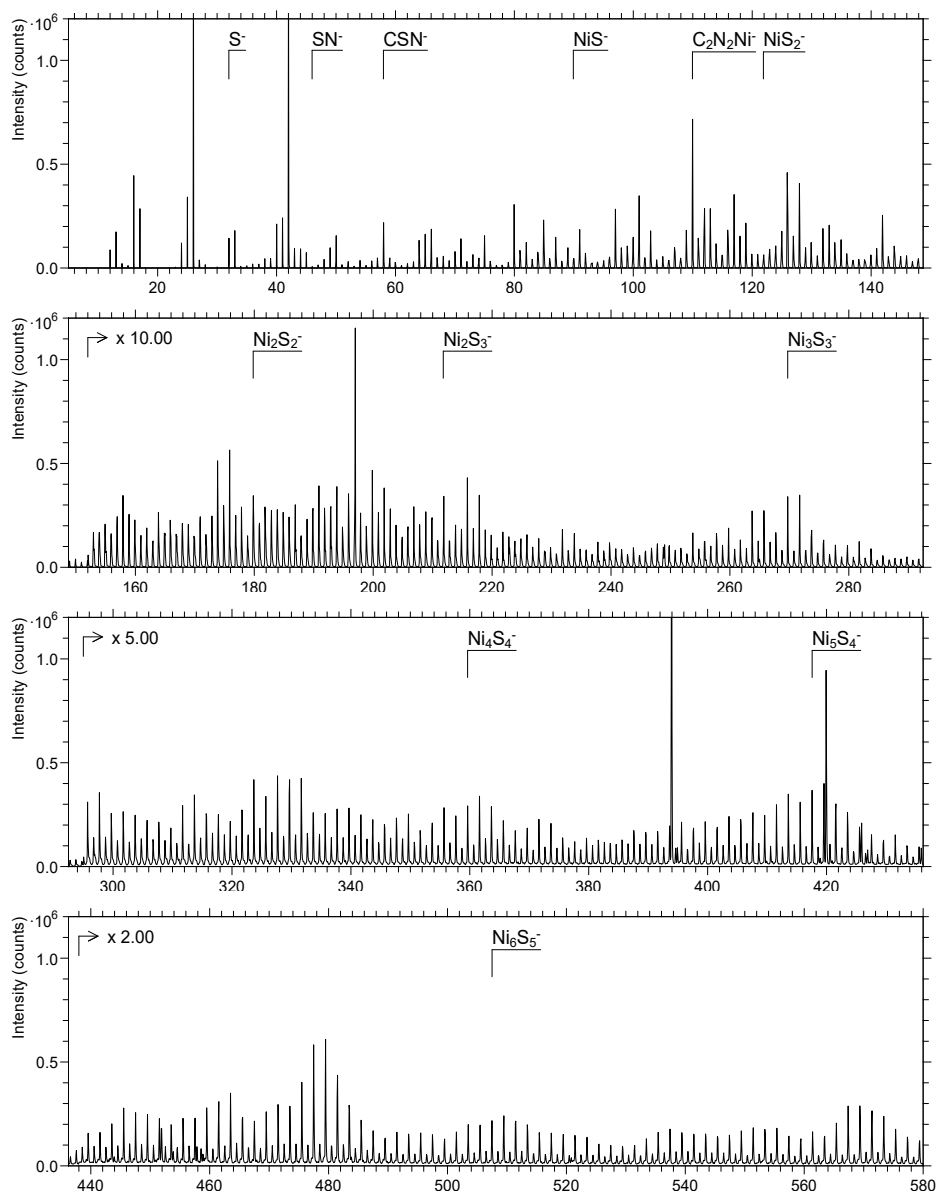 ·10⁶
Intensity (counts)
1.0
0.5
0.0
S⁻
SN⁻
CSN⁻
NiS⁻
C₂N₂Ni⁻
NiS₂⁻
20 40 60 80 100 120 140
·10⁶
Intensity (counts)
1.0
0.5
0.0
x 10.00
Ni₂S₂⁻
Ni₂S₃⁻
Ni₃S₃⁻
160 180 200 220 240 260 280
·10⁶
Intensity (counts)
1.0
0.5
0.0
x 5.00
Ni₄S₄⁻
Ni₅S₄⁻
300 320 340 360 380 400 420
·10⁶
Intensity (counts)
1.0
0.5
0.0
x 2.00
Ni₆S₅⁻
440 460 480 500 520 540 560 580